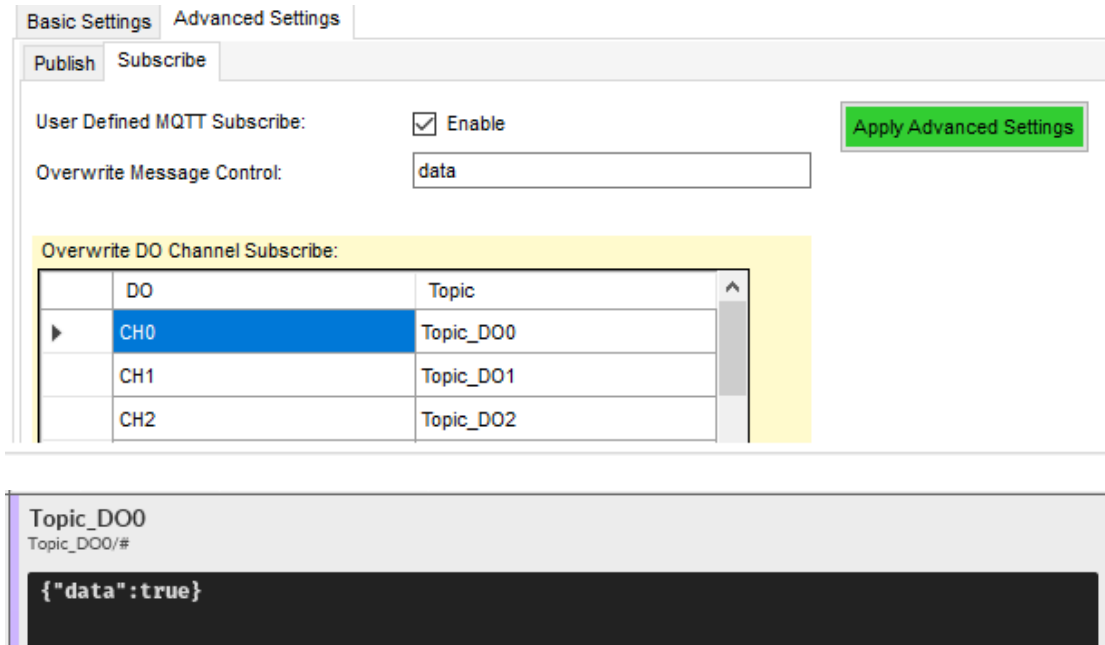 Basic Settings Advanced Settings
Publish Subscribe
User Defined MQTT Subscribe: Enable Apply Advanced Settings
Overwrite Message Control: data
Overwrite DO Channel Subscribe:
DO Topic
CH0 Topic_DO0
CH1 Topic_DO1
CH2 Topic_DO2
Topic_DO0
Topic_DO0/#
{"data":true}